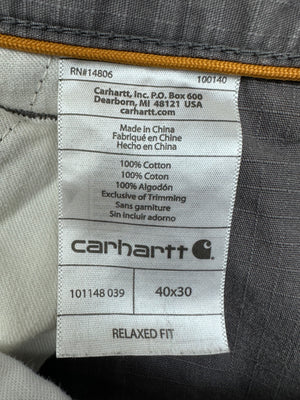 RN#14806 100140
Carhartt, Inc. P.O. Box 600
Dearborn, MI 48121 USA
carhartt.com
Made in China
Fabriqué en Chine
Hecho en China
100% Cotton
100% Coton
100% Algodón
Exclusive of Trimming
Sans garniture
Sin incluir adorno
carhartt
101148 039 40x30
RELAXED FIT